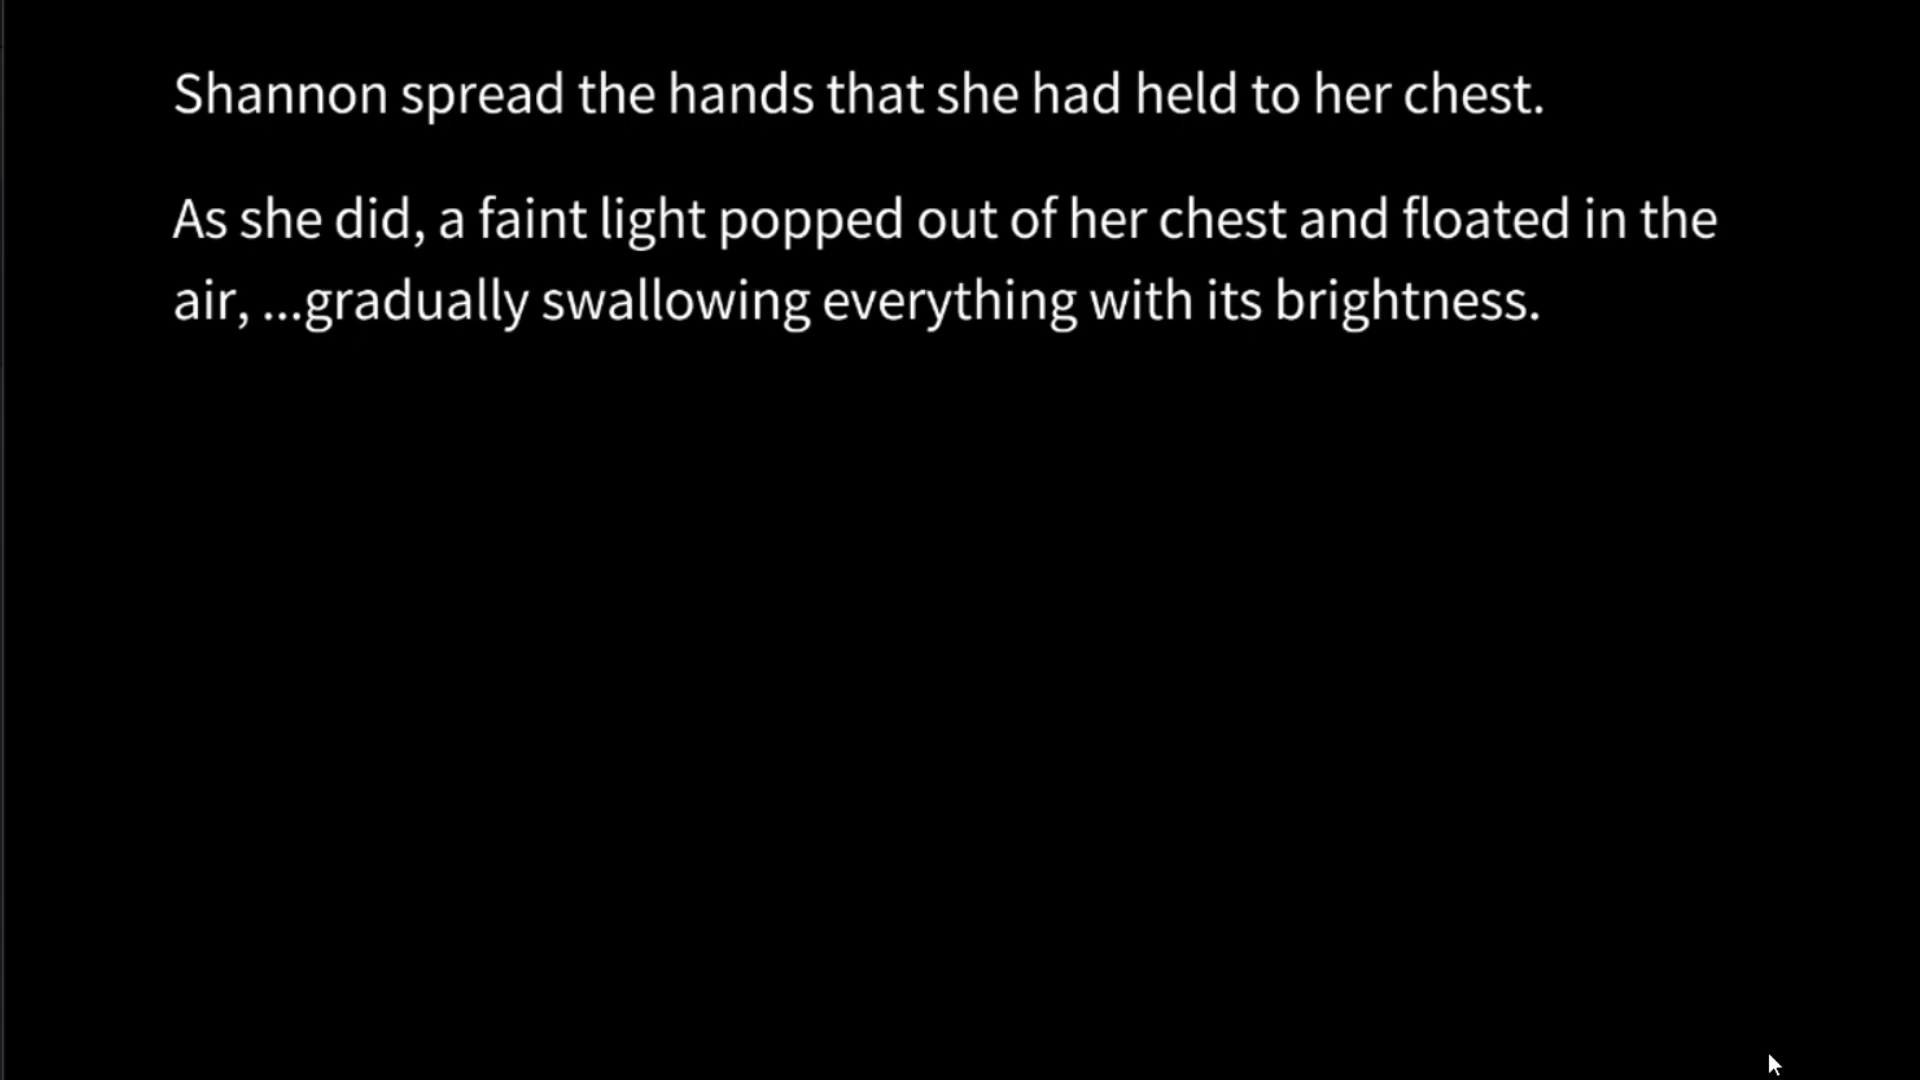 Shannon spread the hands that she had held to her chest.
As she did, a faint light popped out of her chest and floated in the
air, ...gradually swallowing everything with its brightness.